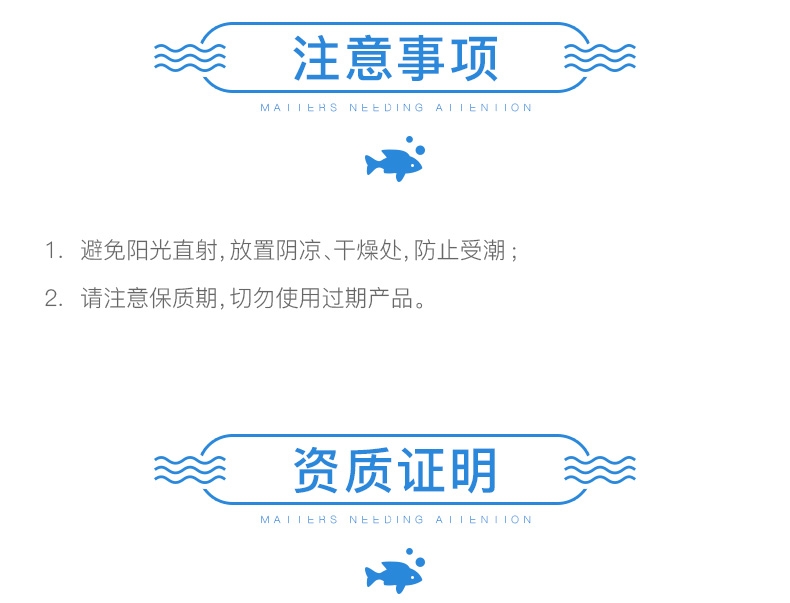 注意事项
MATTERS NEEDING ATTENTION
1. 避免阳光直射,放置阴凉、干燥处,防止受潮;
2. 请注意保质期,切勿使用过期产品。
资质证明
MATTERS NEEDING ATTENTION